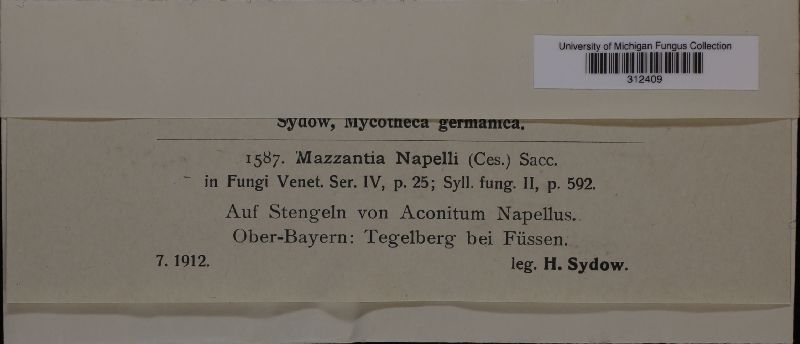 University of Michigan Fungus Collection
312409
Sydow, Mycotheca germanica.
1587. Mazzantia Napelli (Ces.) Sacc.
in Fungi Venet. Ser. IV, p. 25; Syll. fung. II, p. 592.
Auf Stengeln von Aconitum Napellus.
Ober-Bayern: Tegelberg bei Füssen.
7. 1912. leg. H. Sydow.